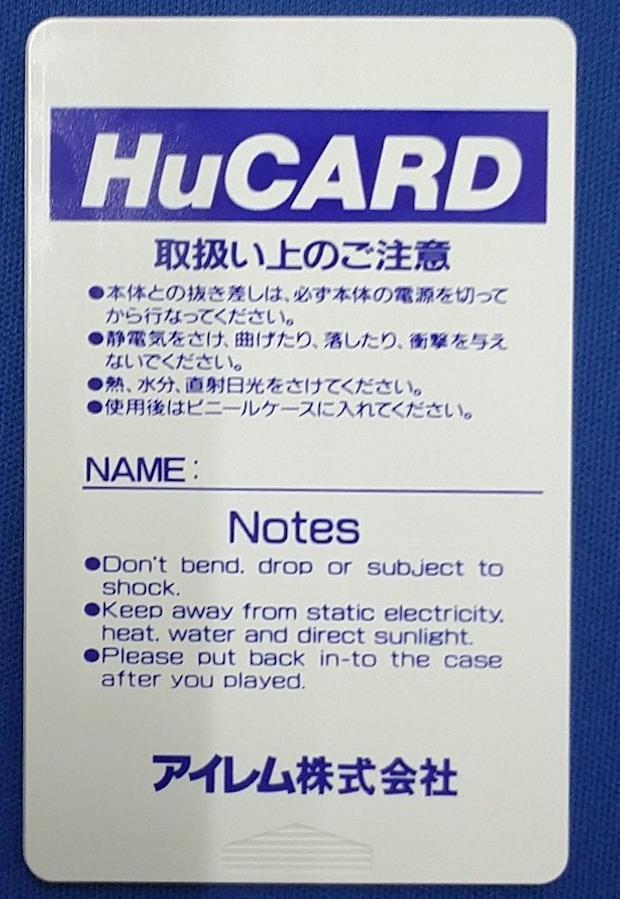 HuCARD
取扱い上のご注意
●本体との抜き差しは、必ず本体の電源を切って
から行なってください。
●静電気をさけ、曲げたり、落したり、衝撃を与え
ないでください。
●熱、水分、直射日光をさけてください。
●使用後はビニールケースに入れてください。
NAME:
Notes
●Don't bend, drop or subject to
shock.
●Keep away from static electricity,
heat, water and direct sunlight.
●Please put back in-to the case
after you played.
アイレム株式会社